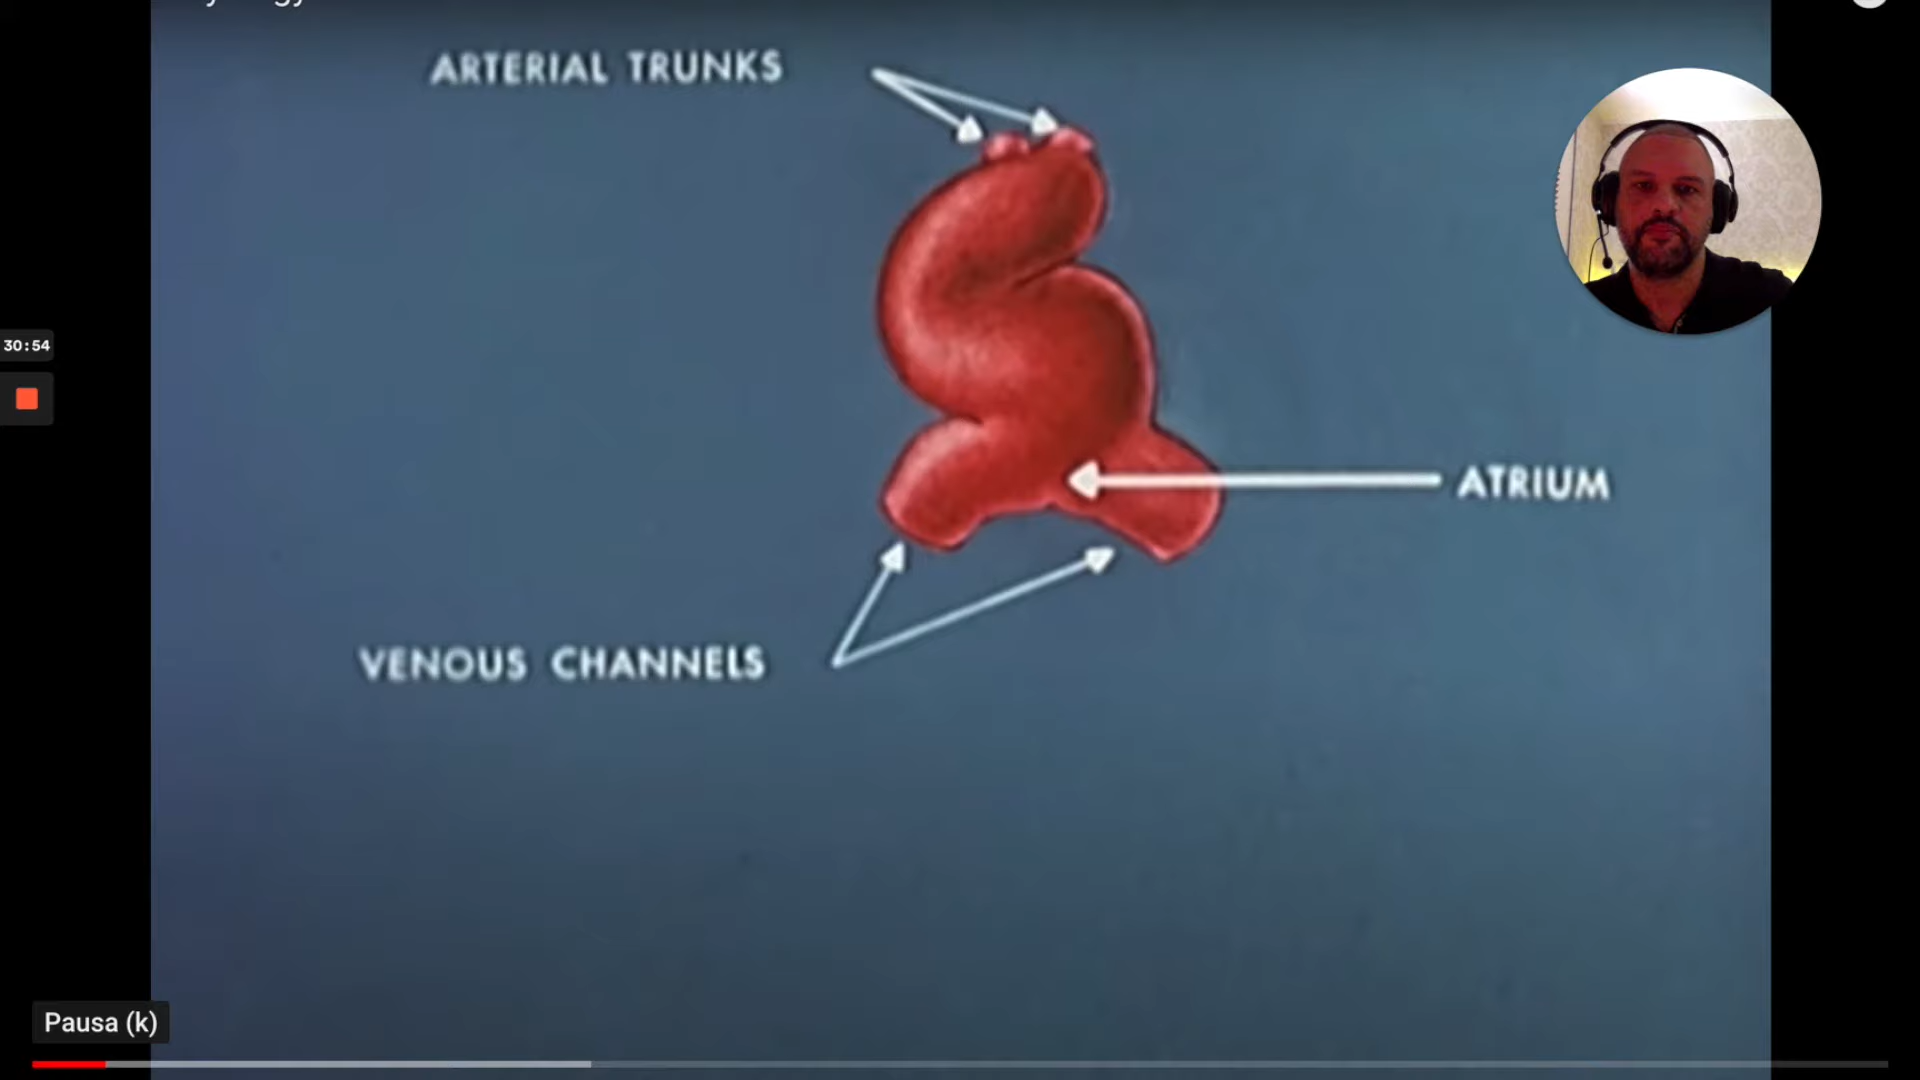 ARTERIAL TRUNKS
30:54
ATRIUM
VENOUS CHANNELS
Pausa (k)